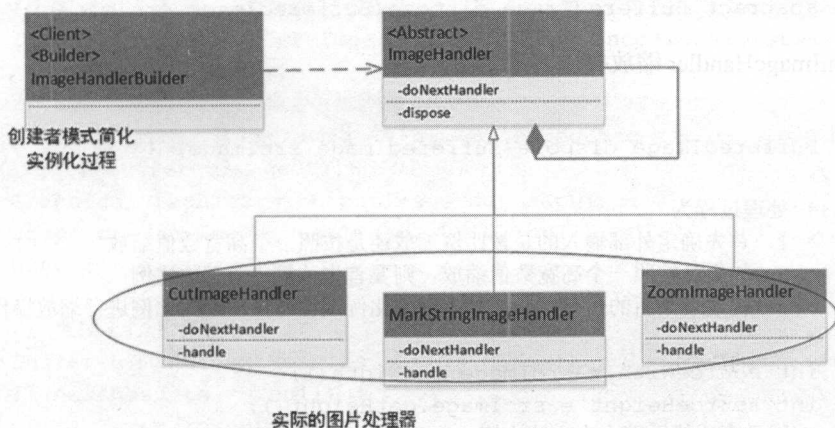 <Client>
<Builder>
ImageHandlerBuilder
创建者模式简化
实例化过程
<Abstract>
ImageHandler
-doNextHandler
-dispose
CutImageHandler
-doNextHandler
-handle
MarkStringImageHandler
-doNextHandler
-handle
ZoomImageHandler
-doNextHandler
-handle
实际的图片处理器